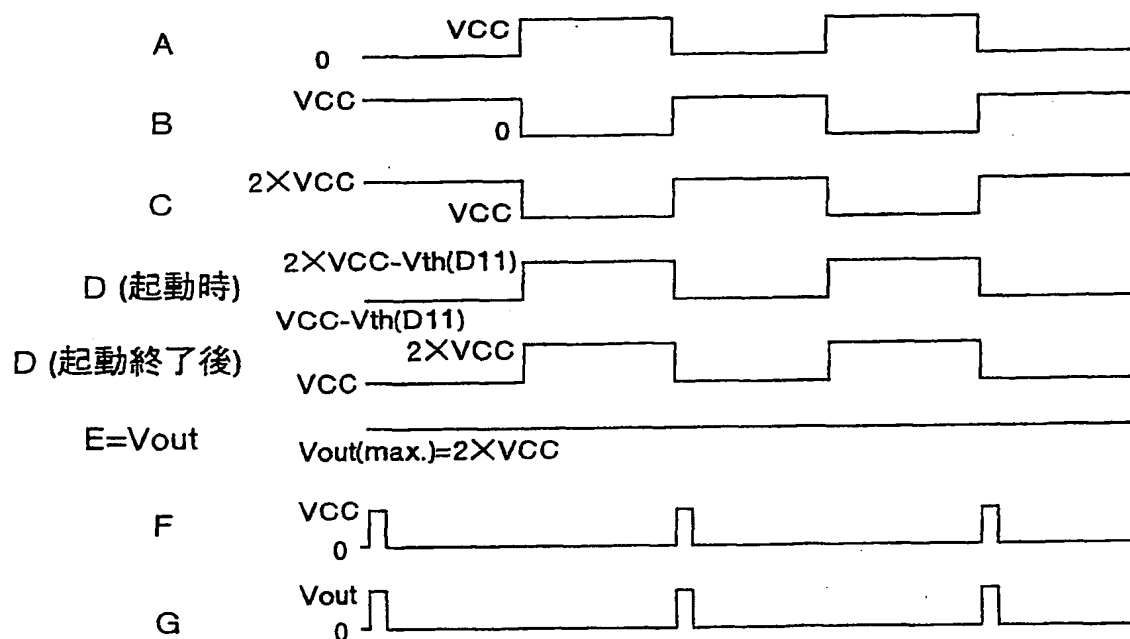 A
VCC
0
B
VCC
0
C
2×VCC
VCC
D (起動時)
2×VCC-Vth(D11)
VCC-Vth(D11)
D (起動終了後)
2×VCC
VCC
E=Vout
Vout(max.)=2×VCC
F
VCC
0
G
Vout
0